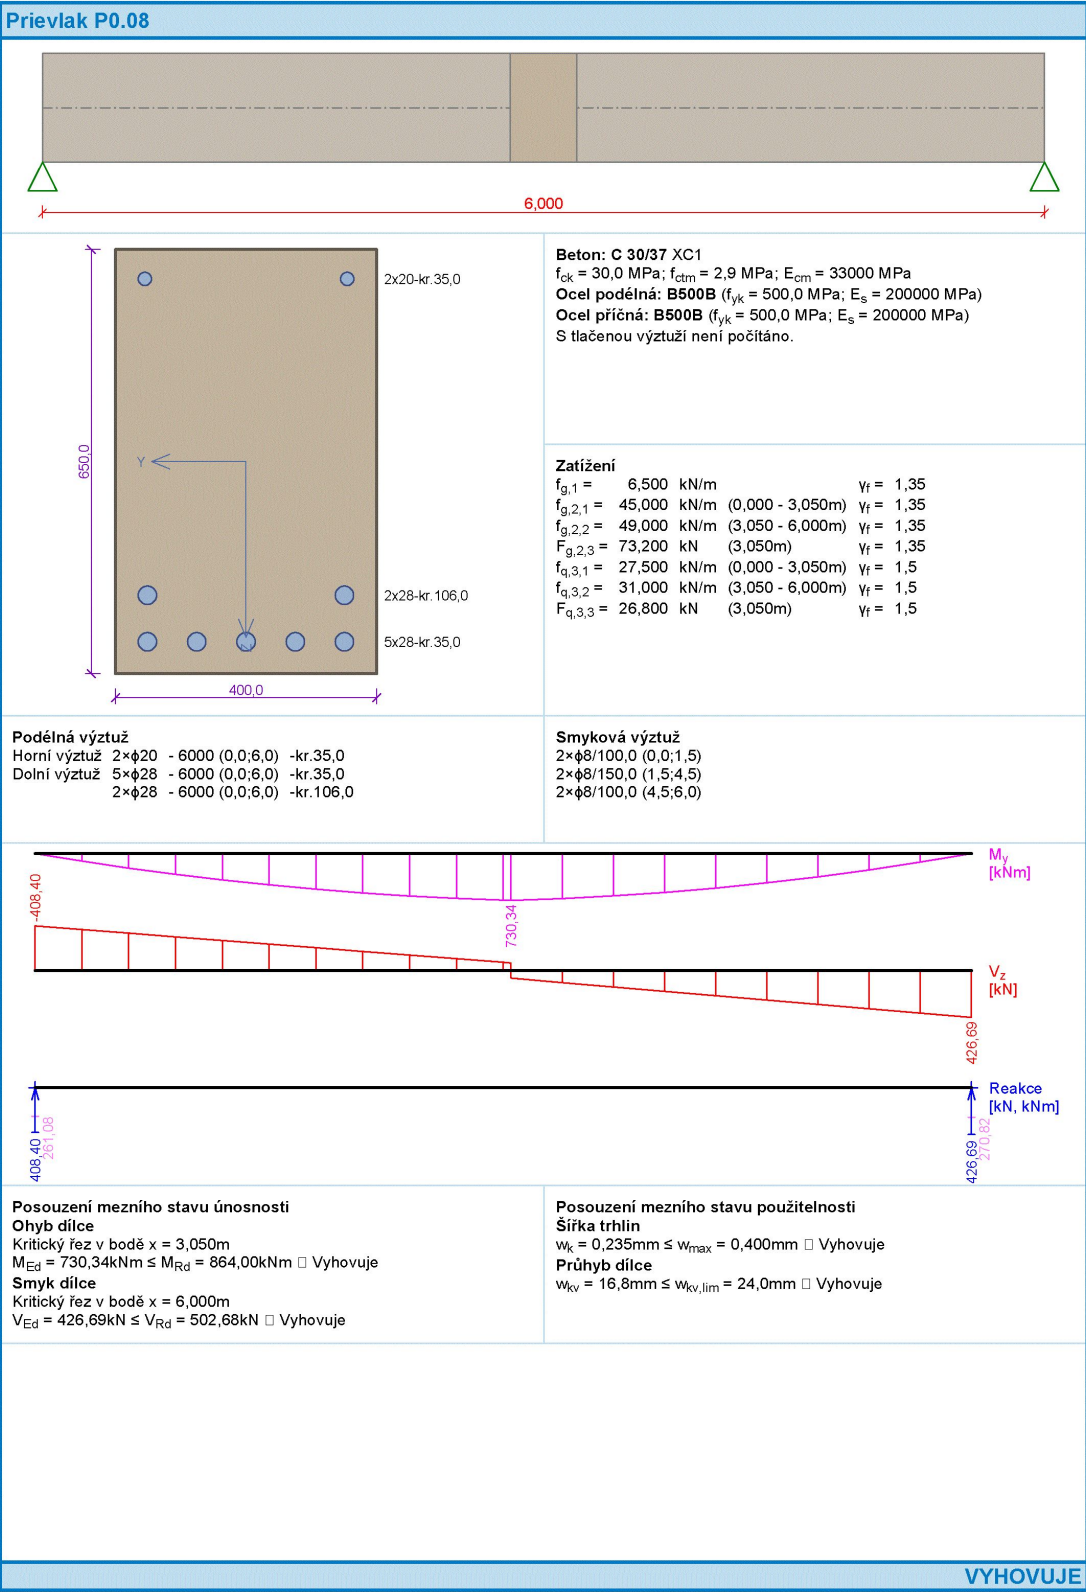 Prievlak P0.08
6,000
650,0
400,0
Y
2x20-kr.35,0
2x28-kr.106,0
5x28-kr.35,0
Beton: C 30/37 XC1
fck = 30,0 MPa; fctm = 2,9 MPa; Ecm = 33000 MPa
Ocel podélná: B500B (fyk = 500,0 MPa; Es = 200000 MPa)
Ocel příčná: B500B (fyk = 500,0 MPa; Es = 200000 MPa)
S tlačenou výztuží není počítáno.
Zatížení
fg,1 = 6,500 kN/m γf = 1,35
fg,2,1 = 45,000 kN/m (0,000 - 3,050m) γf = 1,35
fg,2,2 = 49,000 kN/m (3,050 - 6,000m) γf = 1,35
Fg,2,3 = 73,200 kN (3,050m) γf = 1,35
fq,3,1 = 27,500 kN/m (0,000 - 3,050m) γf = 1,5
fq,3,2 = 31,000 kN/m (3,050 - 6,000m) γf = 1,5
Fq,3,3 = 26,800 kN (3,050m) γf = 1,5
Podélná výztuž
Horní výztuž 2×ϕ20 - 6000 (0,0;6,0) -kr.35,0
Dolní výztuž 5×ϕ28 - 6000 (0,0;6,0) -kr.35,0
2×ϕ28 - 6000 (0,0;6,0) -kr.106,0
Smyková výztuž
2×ϕ8/100,0 (0,0;1,5)
2×ϕ8/150,0 (1,5;4,5)
2×ϕ8/100,0 (4,5;6,0)
My
[kNm]
730,34
-408,40
Vz
[kN]
426,69
Reakce
[kN, kNm]
408,40
261,08
426,69
270,82
Posouzení mezního stavu únosnosti
Ohyb dílce
Kritický řez v bodě x = 3,050m
MEd = 730,34kNm ≤ MRd = 864,00kNm □ Vyhovuje
Smyk dílce
Kritický řez v bodě x = 6,000m
VEd = 426,69kN ≤ VRd = 502,68kN □ Vyhovuje
Posouzení mezního stavu použitelnosti
Šířka trhlin
wk = 0,235mm ≤ wmax = 0,400mm □ Vyhovuje
Průhyb dílce
wkv = 16,8mm ≤ wkv,lim = 24,0mm □ Vyhovuje
VYHOVUJE